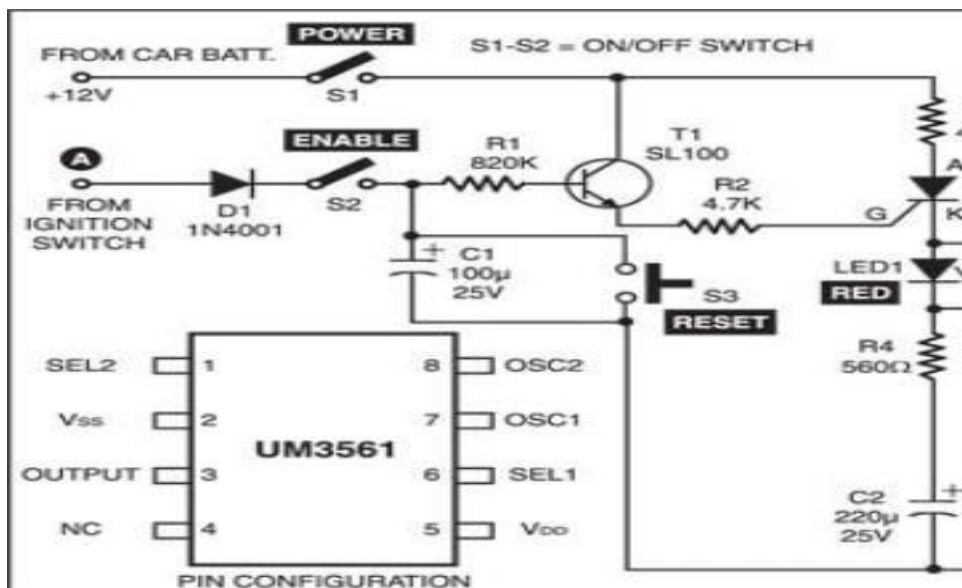 POWER
FROM CAR BATT.
S1-S2 = ON/OFF SWITCH
+12V
S1
A
ENABLE
R1
820K
T1
SL100
FROM
IGNITION
SWITCH
D1
1N4001
S2
R2
4.7K
4
A
G
K
C1
100µ
25V
+
S3
RESET
LED1
RED
R4
560Ω
SEL2
1
8
OSC2
VSS
2
7
OSC1
UM3561
OUTPUT
3
6
SEL1
NC
4
5
VDD
PIN CONFIGURATION
C2
220µ
25V
+